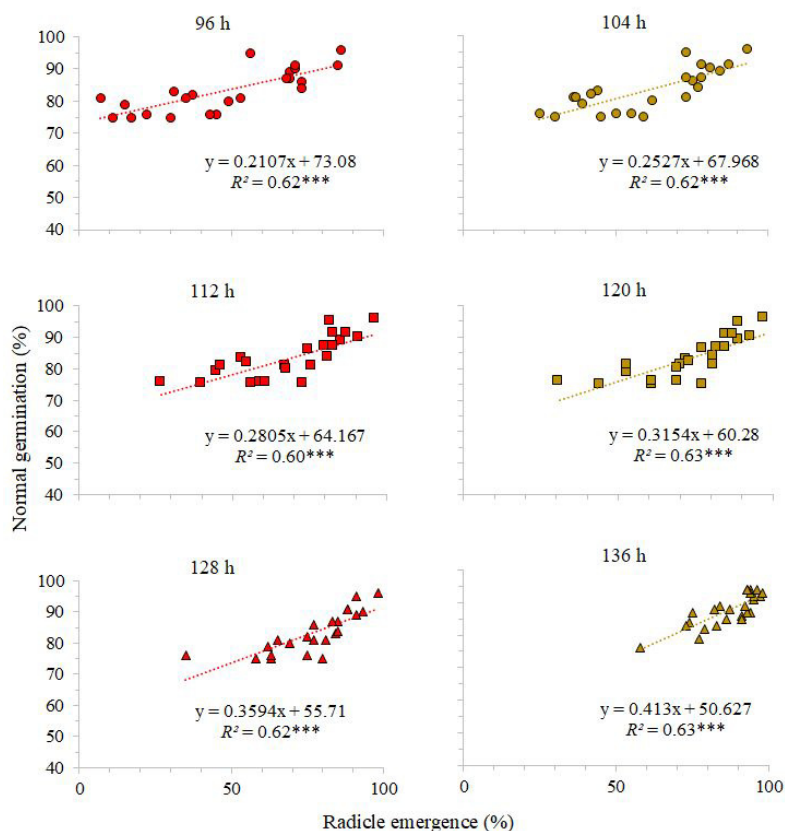 96 h
104 h
100
90
80
70
60
50
40
y = 0.2107x + 73.08
R² = 0.62***
y = 0.2527x + 67.968
R² = 0.62***
Normal germination (%)
112 h
120 h
100
90
80
70
60
50
40
y = 0.2805x + 64.167
R² = 0.60***
y = 0.3154x + 60.28
R² = 0.63***
128 h
136 h
100
90
80
70
60
50
40
y = 0.3594x + 55.71
R² = 0.62***
y = 0.413x + 50.627
R² = 0.63***
0 50 100 0 50 100
Radicle emergence (%)